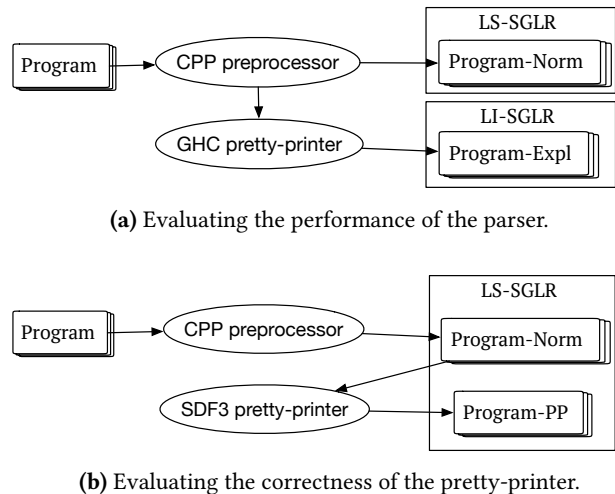 LS-SGLR
Program
CPP preprocessor
Program-Norm
LI-SGLR
GHC pretty-printer
Program-Expl
(a) Evaluating the performance of the parser.
LS-SGLR
Program
CPP preprocessor
Program-Norm
SDF3 pretty-printer
Program-PP
(b) Evaluating the correctness of the pretty-printer.